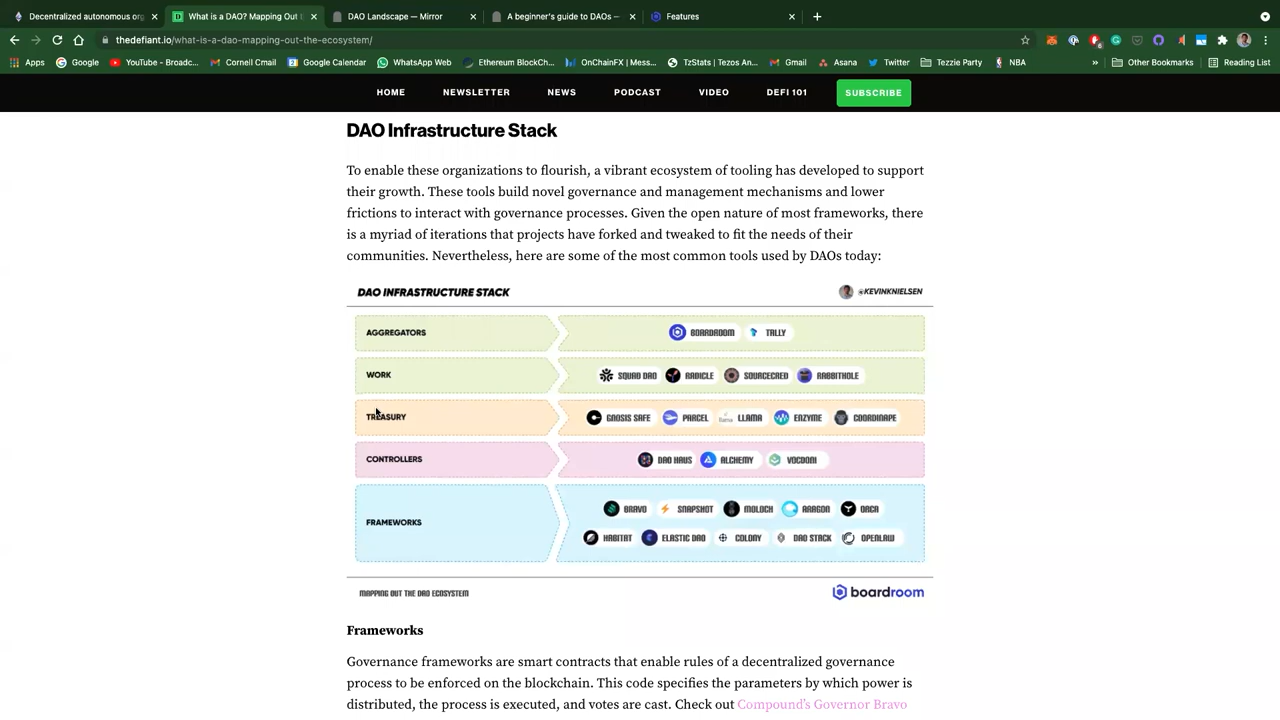 Decentralized autonomous org
What is a DAO? Mapping Out t
DAO Landscape — Mirror
A beginner's guide to DAOs —
Features
thedefiant.io/what-is-a-dao-mapping-out-the-ecosystem/
Apps
Google
YouTube - Broadc...
Cornell Cmail
Google Calendar
WhatsApp Web
Ethereum BlockCh...
OnChainFX | Mess...
TzStats | Tezos An...
Gmail
Asana
Twitter
Tezzie Party
NBA
»
Other Bookmarks
Reading List
HOME
NEWSLETTER
NEWS
PODCAST
VIDEO
DEFI 101
SUBSCRIBE
DAO Infrastructure Stack
To enable these organizations to flourish, a vibrant ecosystem of tooling has developed to support
their growth. These tools build novel governance and management mechanisms and lower
frictions to interact with governance processes. Given the open nature of most frameworks, there
is a myriad of iterations that projects have forked and tweaked to fit the needs of their
communities. Nevertheless, here are some of the most common tools used by DAOs today:
DAO INFRASTRUCTURE STACK
@KEVINKNIELSEN
AGGREGATORS
BOARDROOM TALLY
WORK
SQUAD DAO RADICLE SOURCECRED RABBITHOLE
TREASURY
GNOSIS SAFE PARCEL LLAMA ENZYME COORDINAPE
CONTROLLERS
DAO HAUS ALCHEMY VOCDONI
FRAMEWORKS
BRAVO SNAPSHOT MOLOCH ARAGON ORCA
HABITAT ELASTIC DAO COLONY DAO STACK OPENLAW
MAPPING OUT THE DAO ECOSYSTEM
boardroom
Frameworks
Governance frameworks are smart contracts that enable rules of a decentralized governance
process to be enforced on the blockchain. This code specifies the parameters by which power is
distributed, the process is executed, and votes are cast. Check out Compound's Governor Bravo